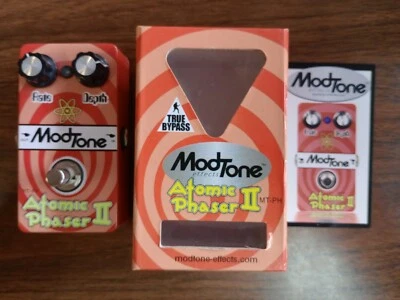 Rate Depth
ModTone
Atomic
Phaser II
TRUE
BYPASS
ModTone
effects
Atomic
Phaser II
MT-PH
modtone-effects.com
ModTone
ModTone
Atomic
Phaser II